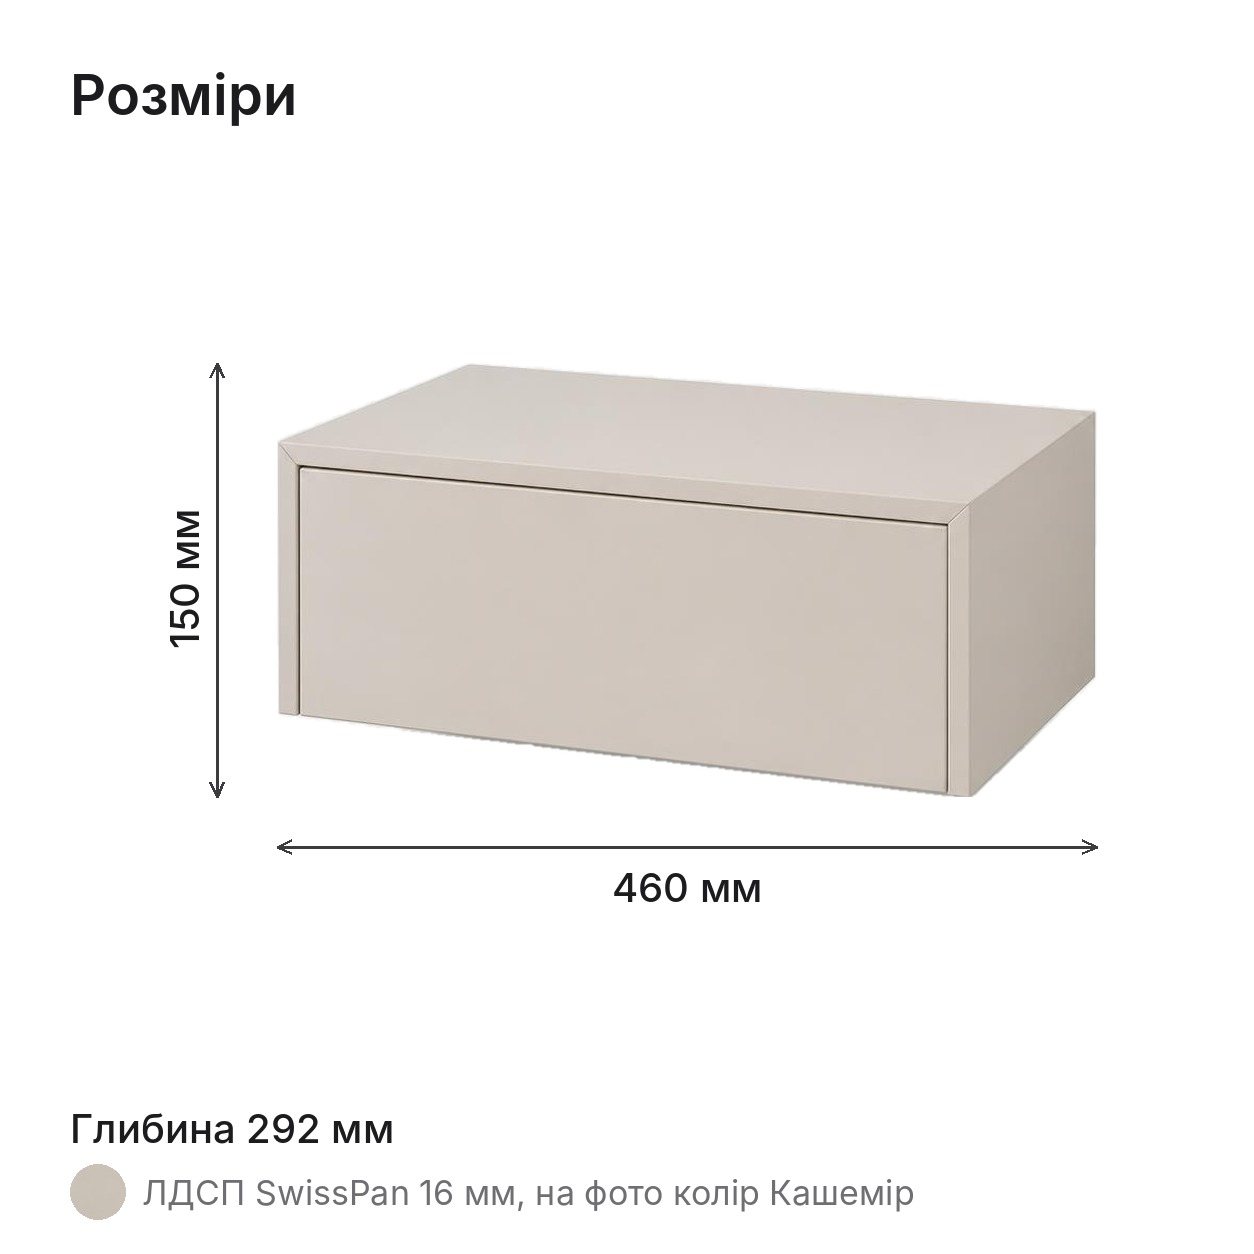 Розміри
150 мм
460 мм
Глибина 292 мм
ЛДСП SwissPan 16 мм, на фото колір Кашемір